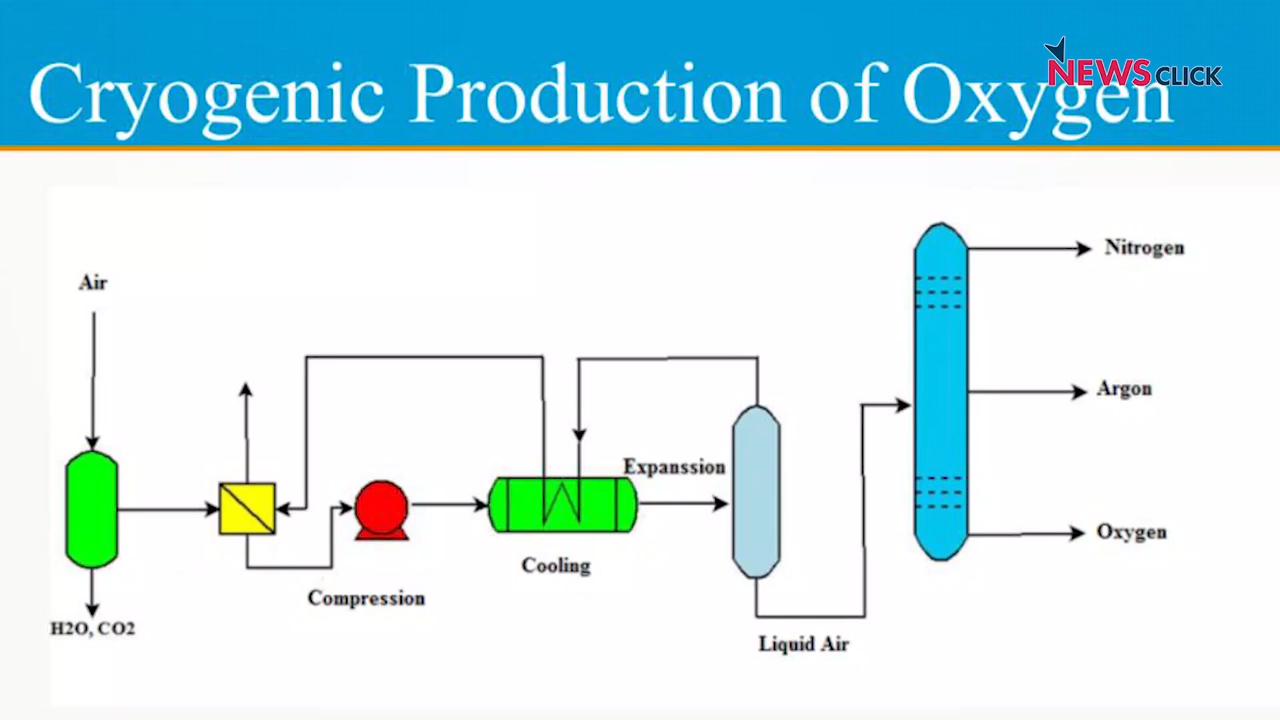 Cryogenic Production of Oxygen
NEWSCLICK
Air
H2O, CO2
Compression
Cooling
Expanssion
Liquid Air
Nitrogen
Argon
Oxygen